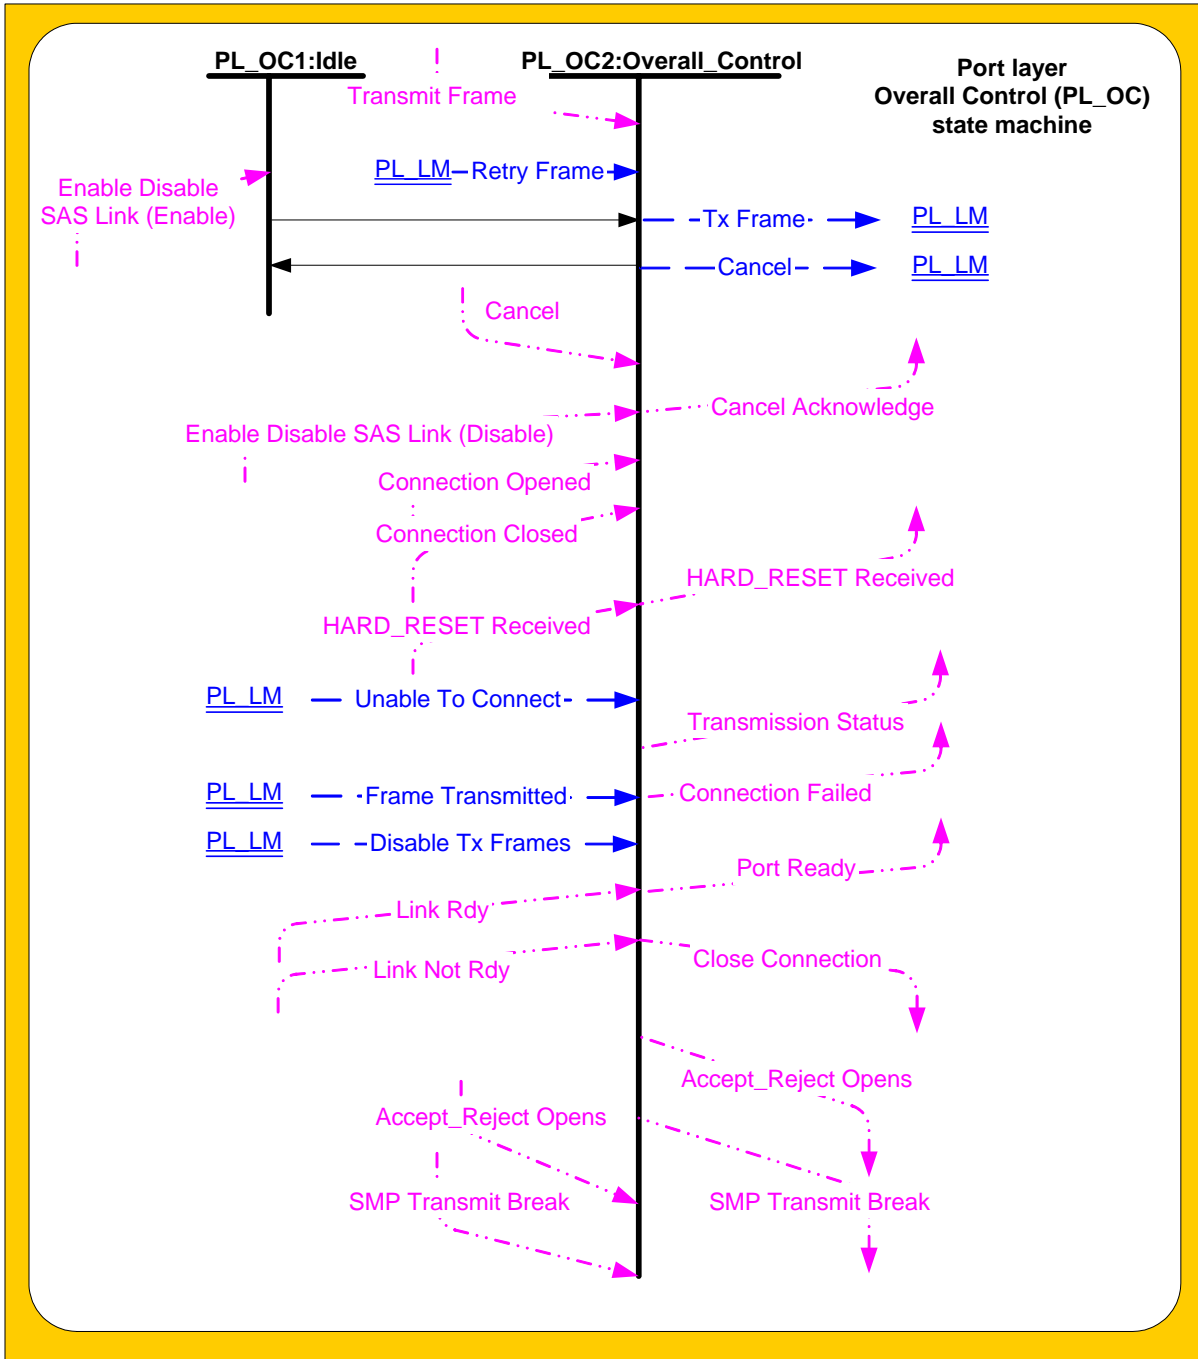 PL_OC1:Idle
PL_OC2:Overall_Control
Port layer
Overall Control (PL_OC)
state machine
Transmit Frame
PL_LM
Retry Frame
Enable Disable
SAS Link (Enable)
Tx Frame
PL_LM
Cancel
PL_LM
Cancel
Cancel Acknowledge
Enable Disable SAS Link (Disable)
Connection Opened
Connection Closed
HARD_RESET Received
HARD_RESET Received
PL_LM
Unable To Connect
Transmission Status
PL_LM
Frame Transmitted
Connection Failed
PL_LM
Disable Tx Frames
Port Ready
Link Rdy
Close Connection
Link Not Rdy
Accept_Reject Opens
Accept_Reject Opens
SMP Transmit Break
SMP Transmit Break